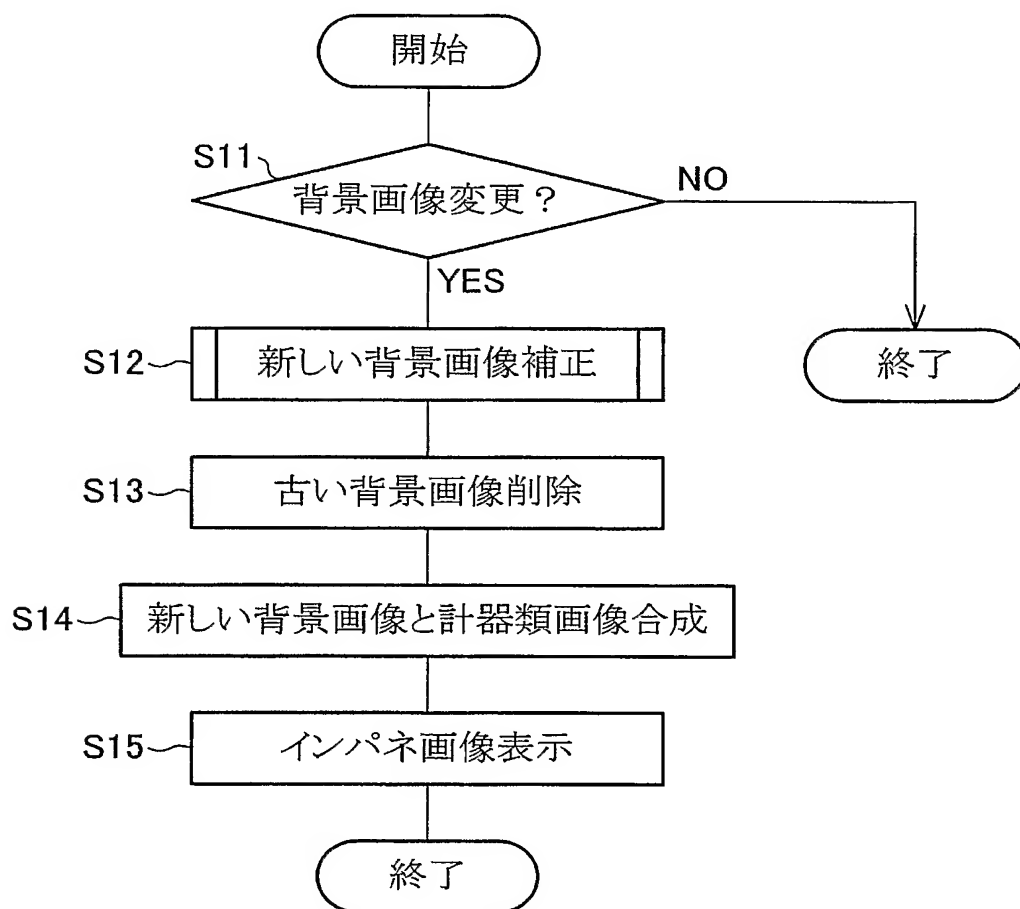 開始
S11
背景画像変更？
NO
YES
S12
新しい背景画像補正
終了
S13
古い背景画像削除
S14
新しい背景画像と計器類画像合成
S15
インパネ画像表示
終了